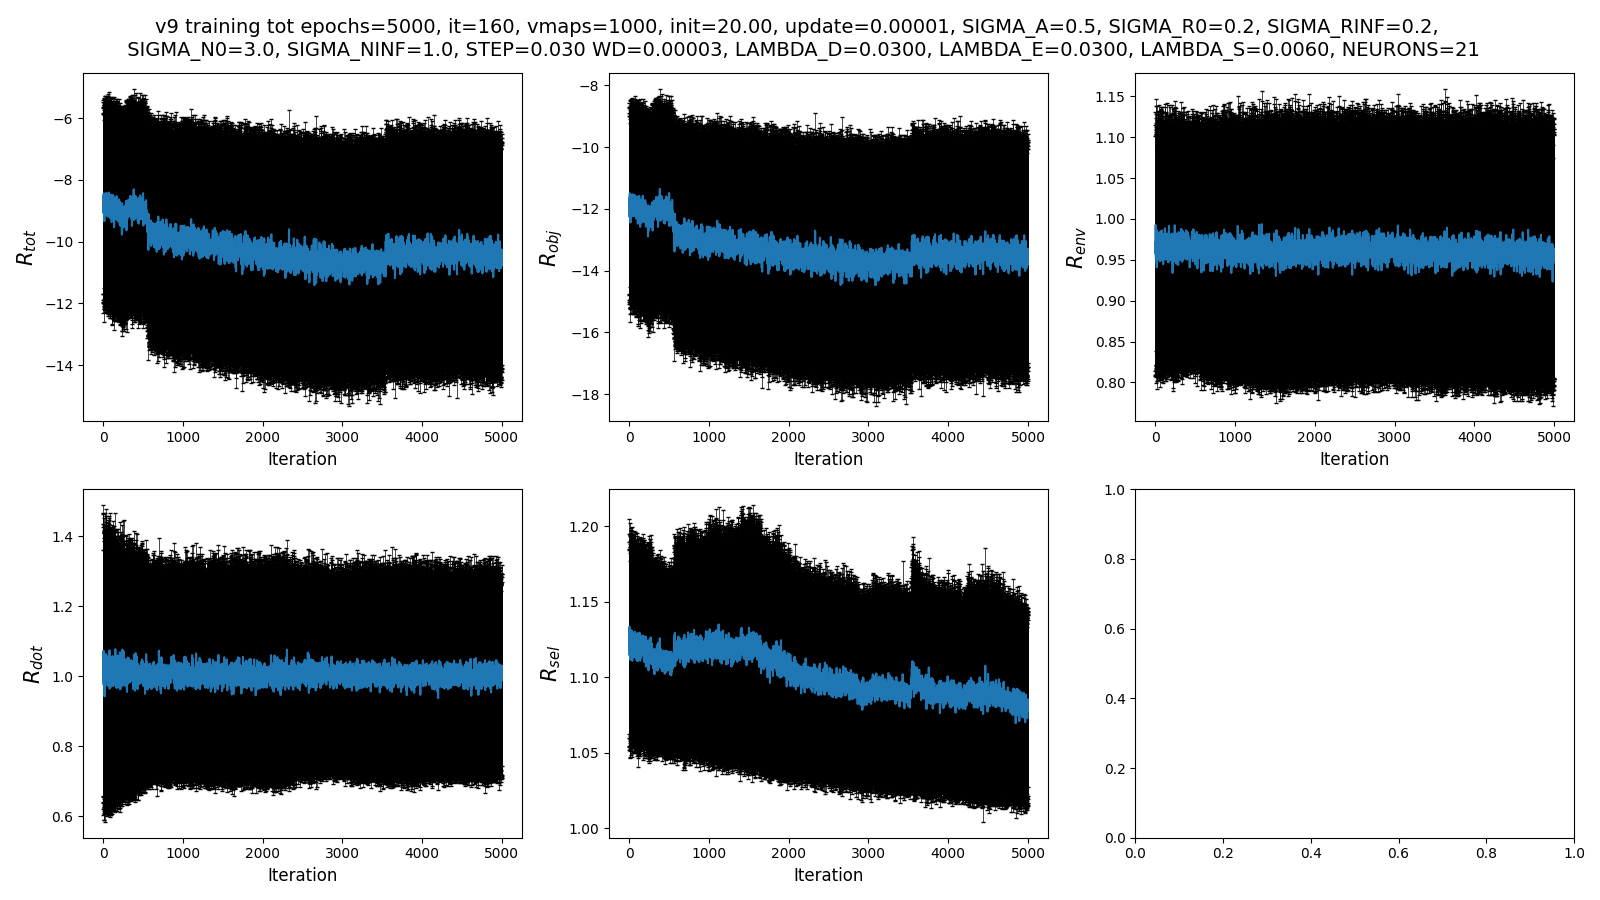 v9 training tot epochs=5000, it=160, vmaps=1000, init=20.00, update=0.00001, SIGMA_A=0.5, SIGMA_R0=0.2, SIGMA_RINF=0.2,
SIGMA_N0=3.0, SIGMA_NINF=1.0, STEP=0.030 WD=0.00003, LAMBDA_D=0.0300, LAMBDA_E=0.0300, LAMBDA_S=0.0060, NEURONS=21
R_tot
−6
−8
−10
−12
−14
0 1000 2000 3000 4000 5000
Iteration
R_obj
−8
−10
−12
−14
−16
−18
0 1000 2000 3000 4000 5000
Iteration
R_env
1.15
1.10
1.05
1.00
0.95
0.90
0.85
0.80
0 1000 2000 3000 4000 5000
Iteration
R_dot
1.4
1.2
1.0
0.8
0.6
0 1000 2000 3000 4000 5000
Iteration
R_sel
1.20
1.15
1.10
1.05
1.00
0 1000 2000 3000 4000 5000
Iteration
1.0
0.8
0.6
0.4
0.2
0.0
0.0 0.2 0.4 0.6 0.8 1.0